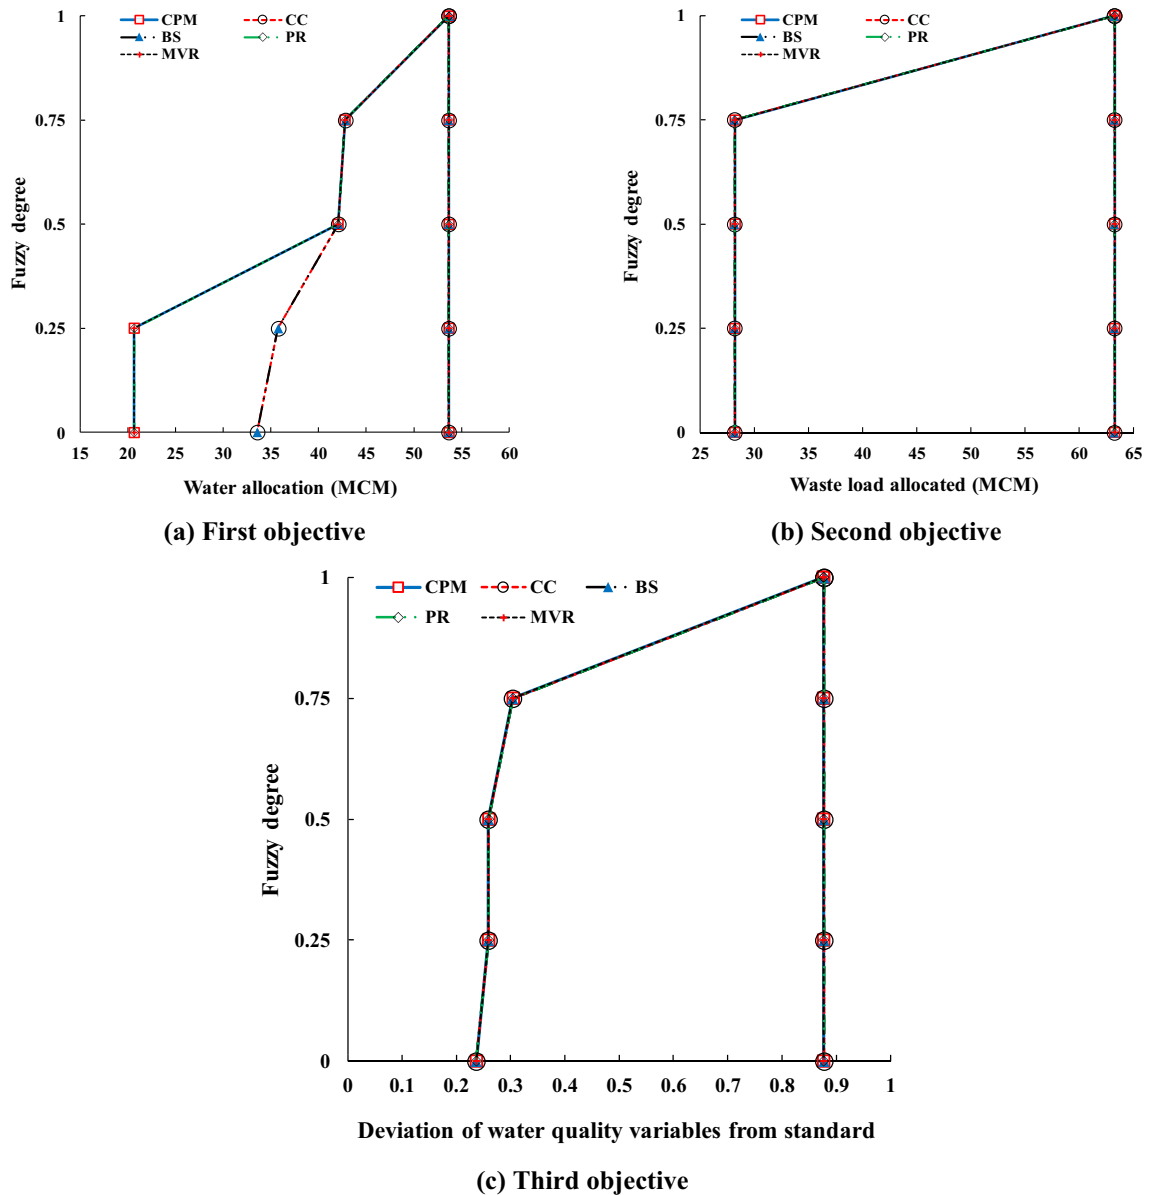 CPM CC
BS PR
MVR
1
0.75
0.5
0.25
0
Fuzzy degree
15 20 25 30 35 40 45 50 55 60
Water allocation (MCM)
(a) First objective
CPM CC
BS PR
MVR
1
0.75
0.5
0.25
0
Fuzzy degree
25 30 35 40 45 50 55 60 65
Waste load allocated (MCM)
(b) Second objective
CPM CC BS
PR MVR
1
0.75
0.5
0.25
0
Fuzzy degree
0 0.1 0.2 0.3 0.4 0.5 0.6 0.7 0.8 0.9 1
Deviation of water quality variables from standard
(c) Third objective